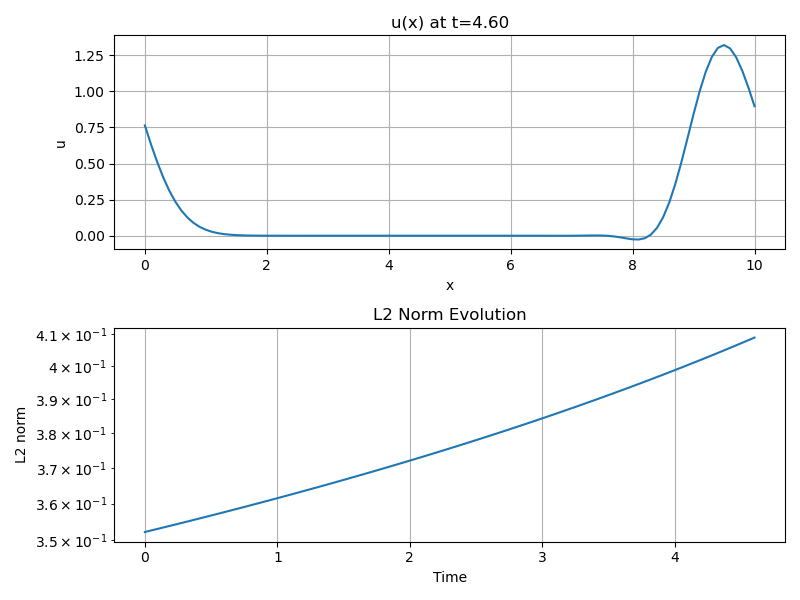 u(x) at t=4.60
u
1.25
1.00
0.75
0.50
0.25
0.00
0 2 4 6 8 10
x
L2 Norm Evolution
L2 norm
4.1 × 10⁻¹
4 × 10⁻¹
3.9 × 10⁻¹
3.8 × 10⁻¹
3.7 × 10⁻¹
3.6 × 10⁻¹
3.5 × 10⁻¹
0 1 2 3 4
Time